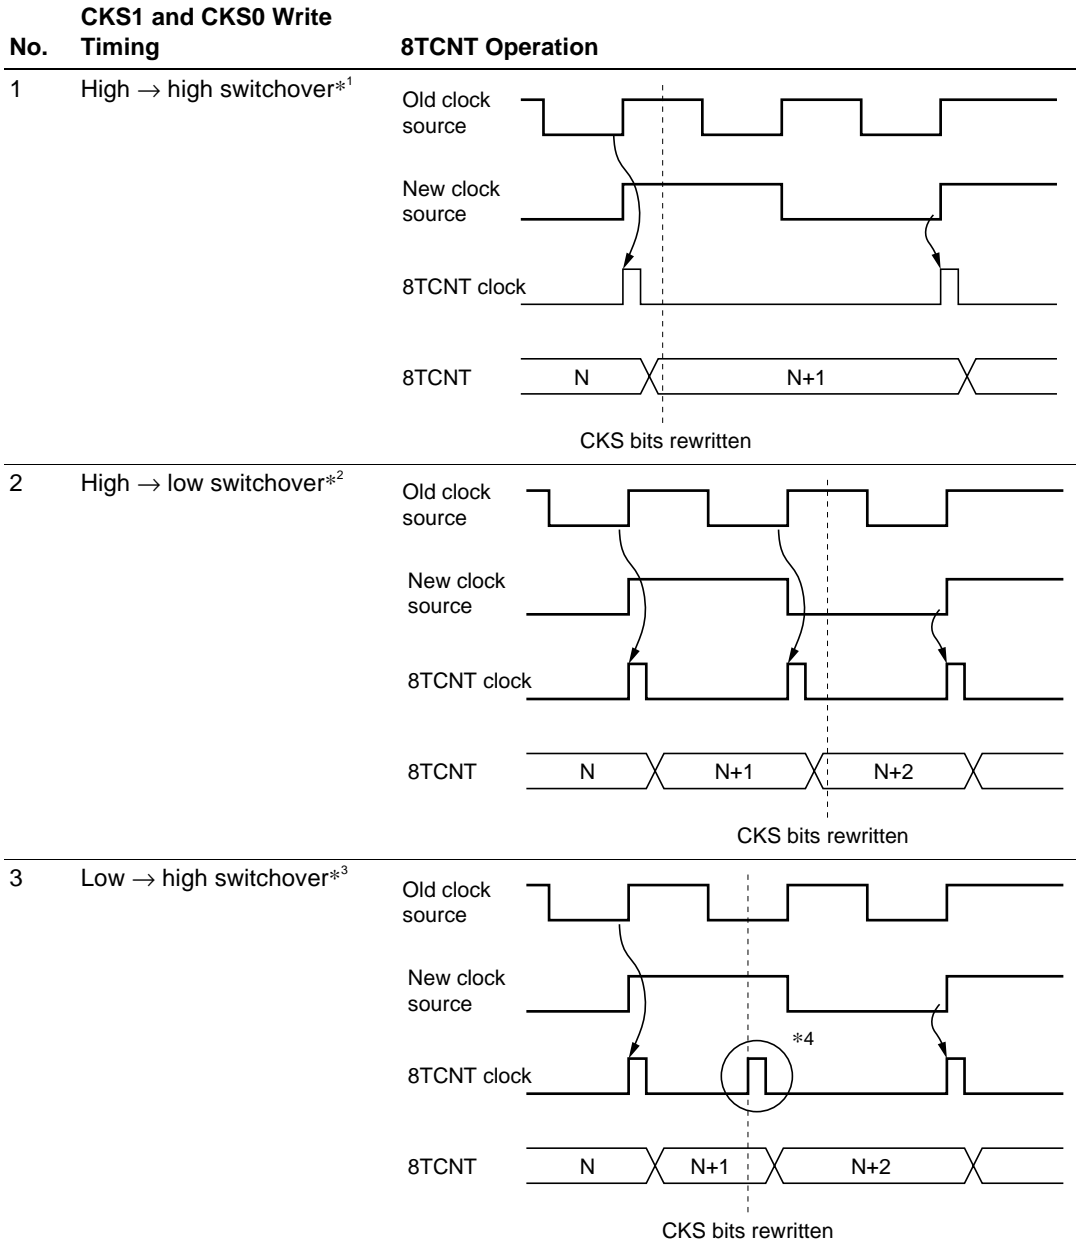 CKS1 and CKS0 Write
No. Timing 8TCNT Operation
1 High → high switchover*1
Old clock
source
New clock
source
8TCNT clock
8TCNT N N+1
CKS bits rewritten
2 High → low switchover*2
Old clock
source
New clock
source
8TCNT clock
8TCNT N N+1 N+2
CKS bits rewritten
3 Low → high switchover*3
Old clock
source
New clock
source
*4
8TCNT clock
8TCNT N N+1 N+2
CKS bits rewritten